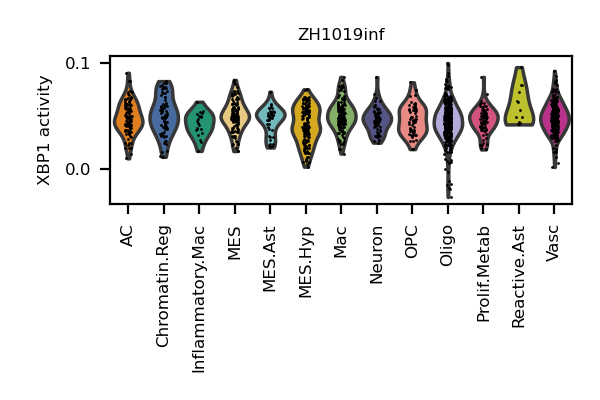 ZH1019inf
XBP1 activity
0.1
0.0
AC
Chromatin.Reg
Inflammatory.Mac
MES
MES.Ast
MES.Hyp
Mac
Neuron
OPC
Oligo
Prolif.Metab
Reactive.Ast
Vasc